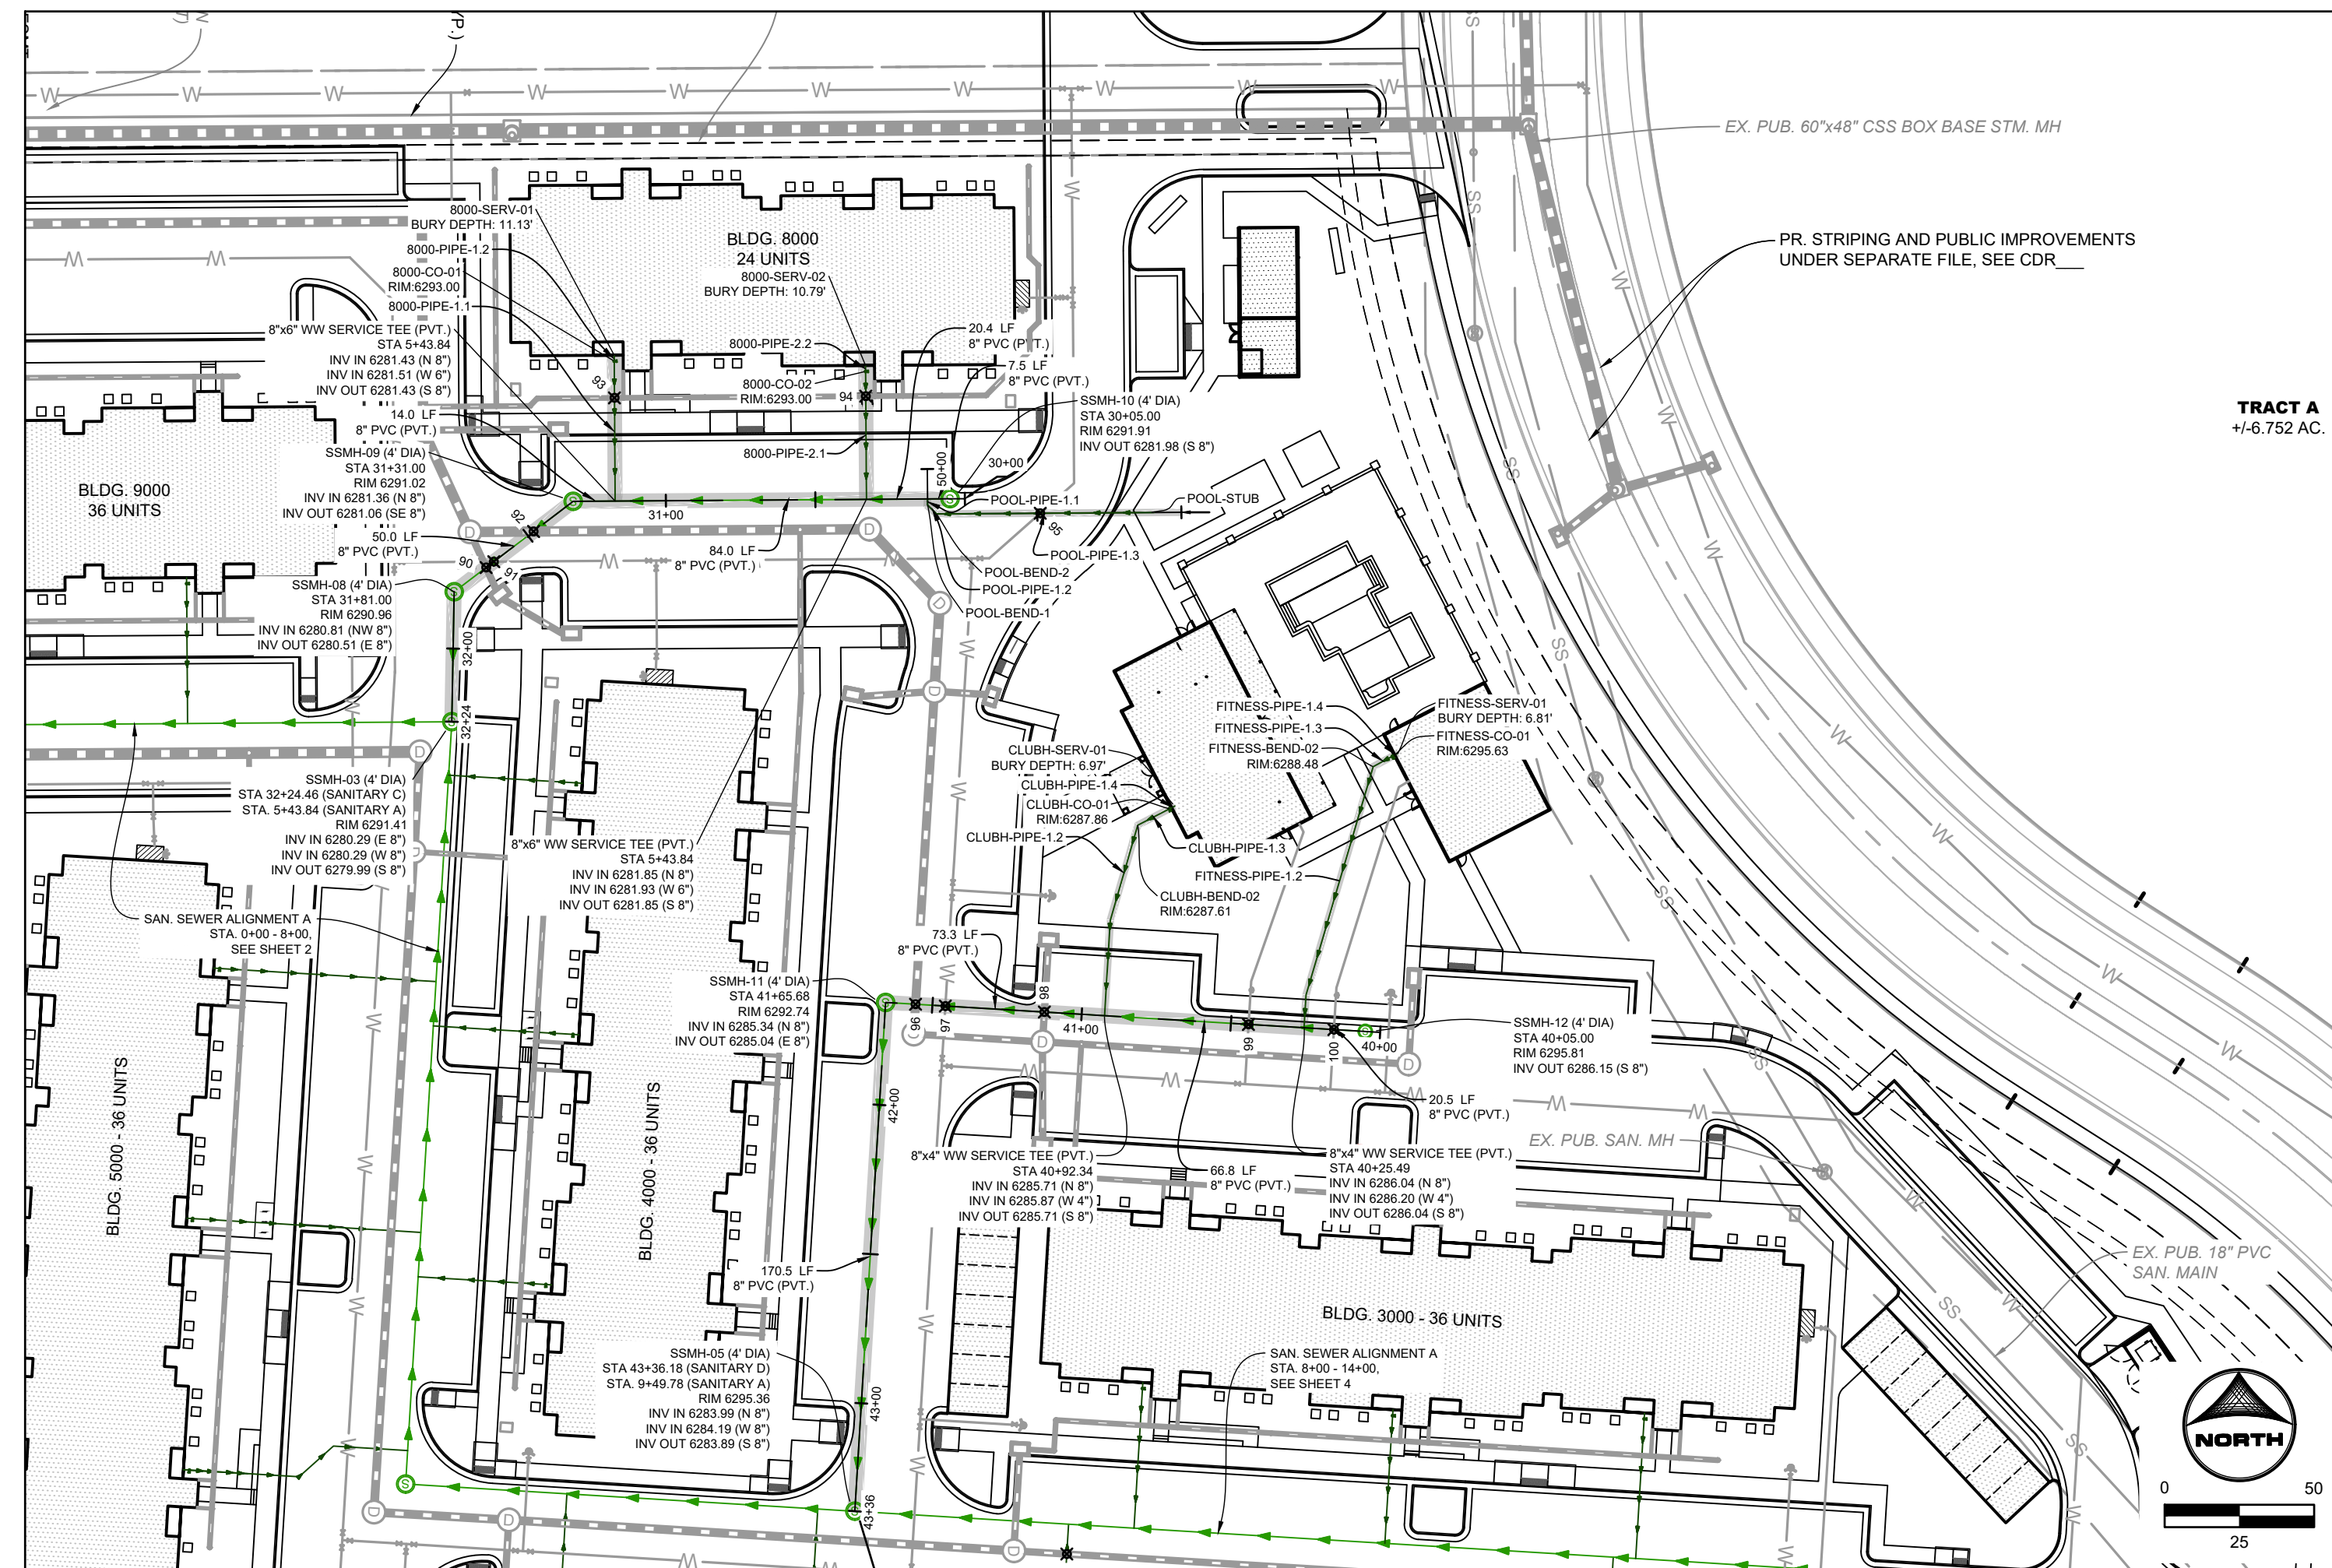 EX. PUB. 60"x48" CSS BOX BASE STM. MH
PR. STRIPING AND PUBLIC IMPROVEMENTS
UNDER SEPARATE FILE, SEE CDR___
TRACT A
+/-6.752 AC.
BLDG. 8000
24 UNITS
8000-SERV-01
BURY DEPTH: 11.13'
8000-PIPE-1.2
8000-CO-01
RIM:6293.00
8000-PIPE-1.1
8000-SERV-02
BURY DEPTH: 10.79'
8"x6" WW SERVICE TEE (PVT.)
STA 5+43.84
INV IN 6281.43 (N 8")
INV IN 6281.51 (W 6")
INV OUT 6281.43 (S 8")
14.0 LF
8" PVC (PVT.)
8000-PIPE-2.2
8000-CO-02
RIM:6293.00
8000-PIPE-2.1
93
94
20.4 LF
8" PVC (PVT.)
7.5 LF
8" PVC (PVT.)
SSMH-10 (4' DIA)
STA 30+05.00
RIM 6291.91
INV OUT 6281.98 (S 8")
30+00
50+00
BLDG. 9000
36 UNITS
SSMH-09 (4' DIA)
STA 31+31.00
RIM 6291.02
INV IN 6281.36 (N 8")
INV OUT 6281.06 (SE 8")
50.0 LF
8" PVC (PVT.)
92
90
91
31+00
84.0 LF
8" PVC (PVT.)
POOL-PIPE-1.1
POOL-STUB
95
POOL-PIPE-1.3
POOL-BEND-2
POOL-PIPE-1.2
POOL-BEND-1
SSMH-08 (4' DIA)
STA 31+81.00
RIM 6290.96
INV IN 6280.81 (NW 8")
INV OUT 6280.51 (E 8")
32+00
32+24
SSMH-03 (4' DIA)
STA 32+24.46 (SANITARY C)
STA. 5+43.84 (SANITARY A)
RIM 6291.41
INV IN 6280.29 (E 8")
INV IN 6280.29 (W 8")
INV OUT 6279.99 (S 8")
8"x6" WW SERVICE TEE (PVT.)
STA 5+43.84
INV IN 6281.85 (N 8")
INV IN 6281.93 (W 6")
INV OUT 6281.85 (S 8")
SAN. SEWER ALIGNMENT A
STA. 0+00 - 8+00,
SEE SHEET 2
FITNESS-PIPE-1.4
FITNESS-PIPE-1.3
FITNESS-BEND-02
RIM:6288.48
FITNESS-SERV-01
BURY DEPTH: 6.81'
FITNESS-CO-01
RIM:6295.63
CLUBH-SERV-01
BURY DEPTH: 6.97'
CLUBH-PIPE-1.4
CLUBH-CO-01
RIM:6287.86
CLUBH-PIPE-1.2
CLUBH-PIPE-1.3
FITNESS-PIPE-1.2
CLUBH-BEND-02
RIM:6287.61
73.3 LF
8" PVC (PVT.)
SSMH-11 (4' DIA)
STA 41+65.68
RIM 6292.74
INV IN 6285.34 (N 8")
INV OUT 6285.04 (E 8")
96
97
98
41+00
99
100
40+00
SSMH-12 (4' DIA)
STA 40+05.00
RIM 6295.81
INV OUT 6286.15 (S 8")
20.5 LF
8" PVC (PVT.)
42+00
EX. PUB. SAN. MH
8"x4" WW SERVICE TEE (PVT.)
STA 40+92.34
INV IN 6285.71 (N 8")
INV IN 6285.87 (W 4")
INV OUT 6285.71 (S 8")
66.8 LF
8" PVC (PVT.)
8"x4" WW SERVICE TEE (PVT.)
STA 40+25.49
INV IN 6286.04 (N 8")
INV IN 6286.20 (W 4")
INV OUT 6286.04 (S 8")
BLDG. 5000 - 36 UNITS
BLDG. 4000 - 36 UNITS
170.5 LF
8" PVC (PVT.)
BLDG. 3000 - 36 UNITS
EX. PUB. 18" PVC
SAN. MAIN
SSMH-05 (4' DIA)
STA 43+36.18 (SANITARY D)
STA. 9+49.78 (SANITARY A)
RIM 6295.36
INV IN 6283.99 (N 8")
INV IN 6284.19 (W 8")
INV OUT 6283.89 (S 8")
43+00
43+36
SAN. SEWER ALIGNMENT A
STA. 8+00 - 14+00,
SEE SHEET 4
NORTH
0 50
25